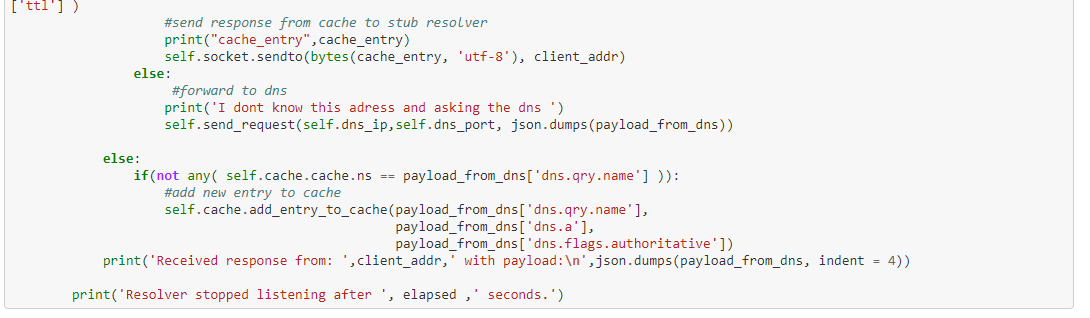 ['ttl'] )
#send response from cache to stub resolver
print("cache_entry",cache_entry)
self.socket.sendto(bytes(cache_entry, 'utf-8'), client_addr)
else:
#forward to dns
print('I dont know this adress and asking the dns ')
self.send_request(self.dns_ip,self.dns_port, json.dumps(payload_from_dns))
else:
if(not any( self.cache.cache.ns == payload_from_dns['dns.qry.name'] )):
#add new entry to cache
self.cache.add_entry_to_cache(payload_from_dns['dns.qry.name'],
payload_from_dns['dns.a'],
payload_from_dns['dns.flags.authoritative'])
print('Received response from: ',client_addr,' with payload:\n',json.dumps(payload_from_dns, indent = 4))
print('Resolver stopped listening after ', elapsed ,' seconds.')